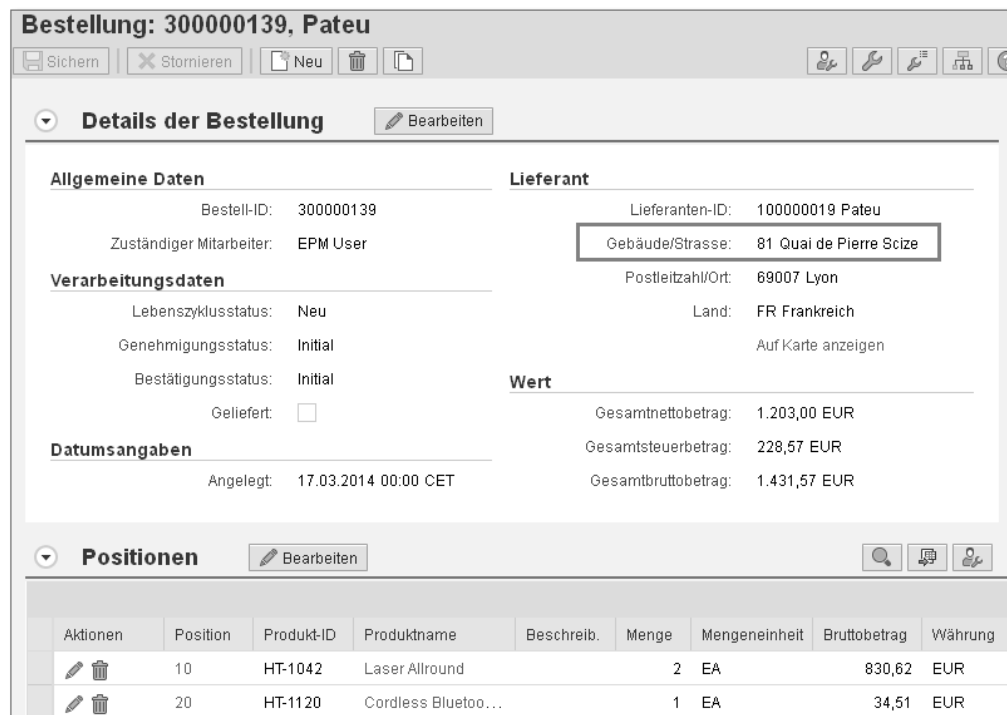 Bestellung: 300000139, Pateu
Sichern Stornieren Neu
Details der Bestellung Bearbeiten
Allgemeine Daten
Bestell-ID: 300000139
Zuständiger Mitarbeiter: EPM User
Verarbeitungsdaten
Lebenszyklusstatus: Neu
Genehmigungsstatus: Initial
Bestätigungsstatus: Initial
Geliefert:
Datumsangaben
Angelegt: 17.03.2014 00:00 CET
Lieferant
Lieferanten-ID: 100000019 Pateu
Gebäude/Strasse: 81 Quai de Pierre Scize
Postleitzahl/Ort: 69007 Lyon
Land: FR Frankreich
Auf Karte anzeigen
Wert
Gesamtnettobetrag: 1.203,00 EUR
Gesamtsteuerbetrag: 228,57 EUR
Gesamtbruttobetrag: 1.431,57 EUR
Positionen Bearbeiten
Aktionen Position Produkt-ID Produktname Beschreib. Menge Mengeneinheit Bruttobetrag Währung
10 HT-1042 Laser Allround 2 EA 830,62 EUR
20 HT-1120 Cordless Bluetoo... 1 EA 34,51 EUR